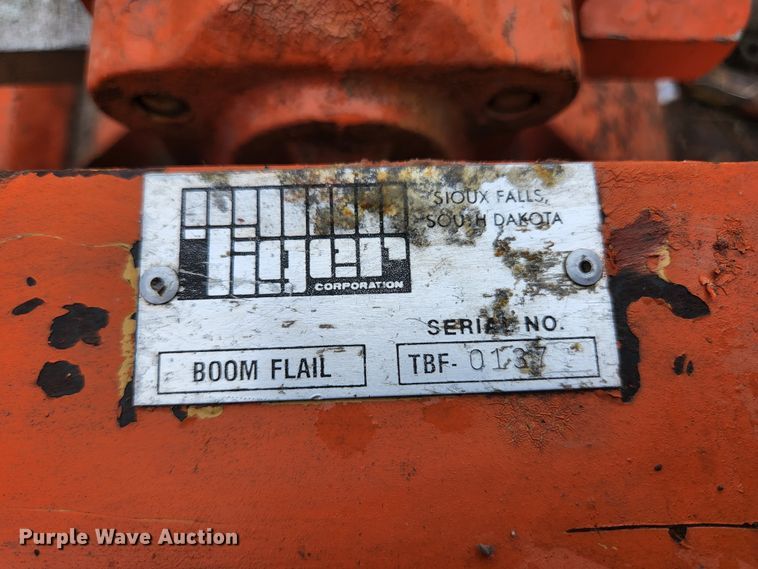 Tiger
CORPORATION
SIOUX FALLS,
SOUTH DAKOTA
SERIAL NO.
BOOM FLAIL
TBF- 0137
Purple Wave Auction®